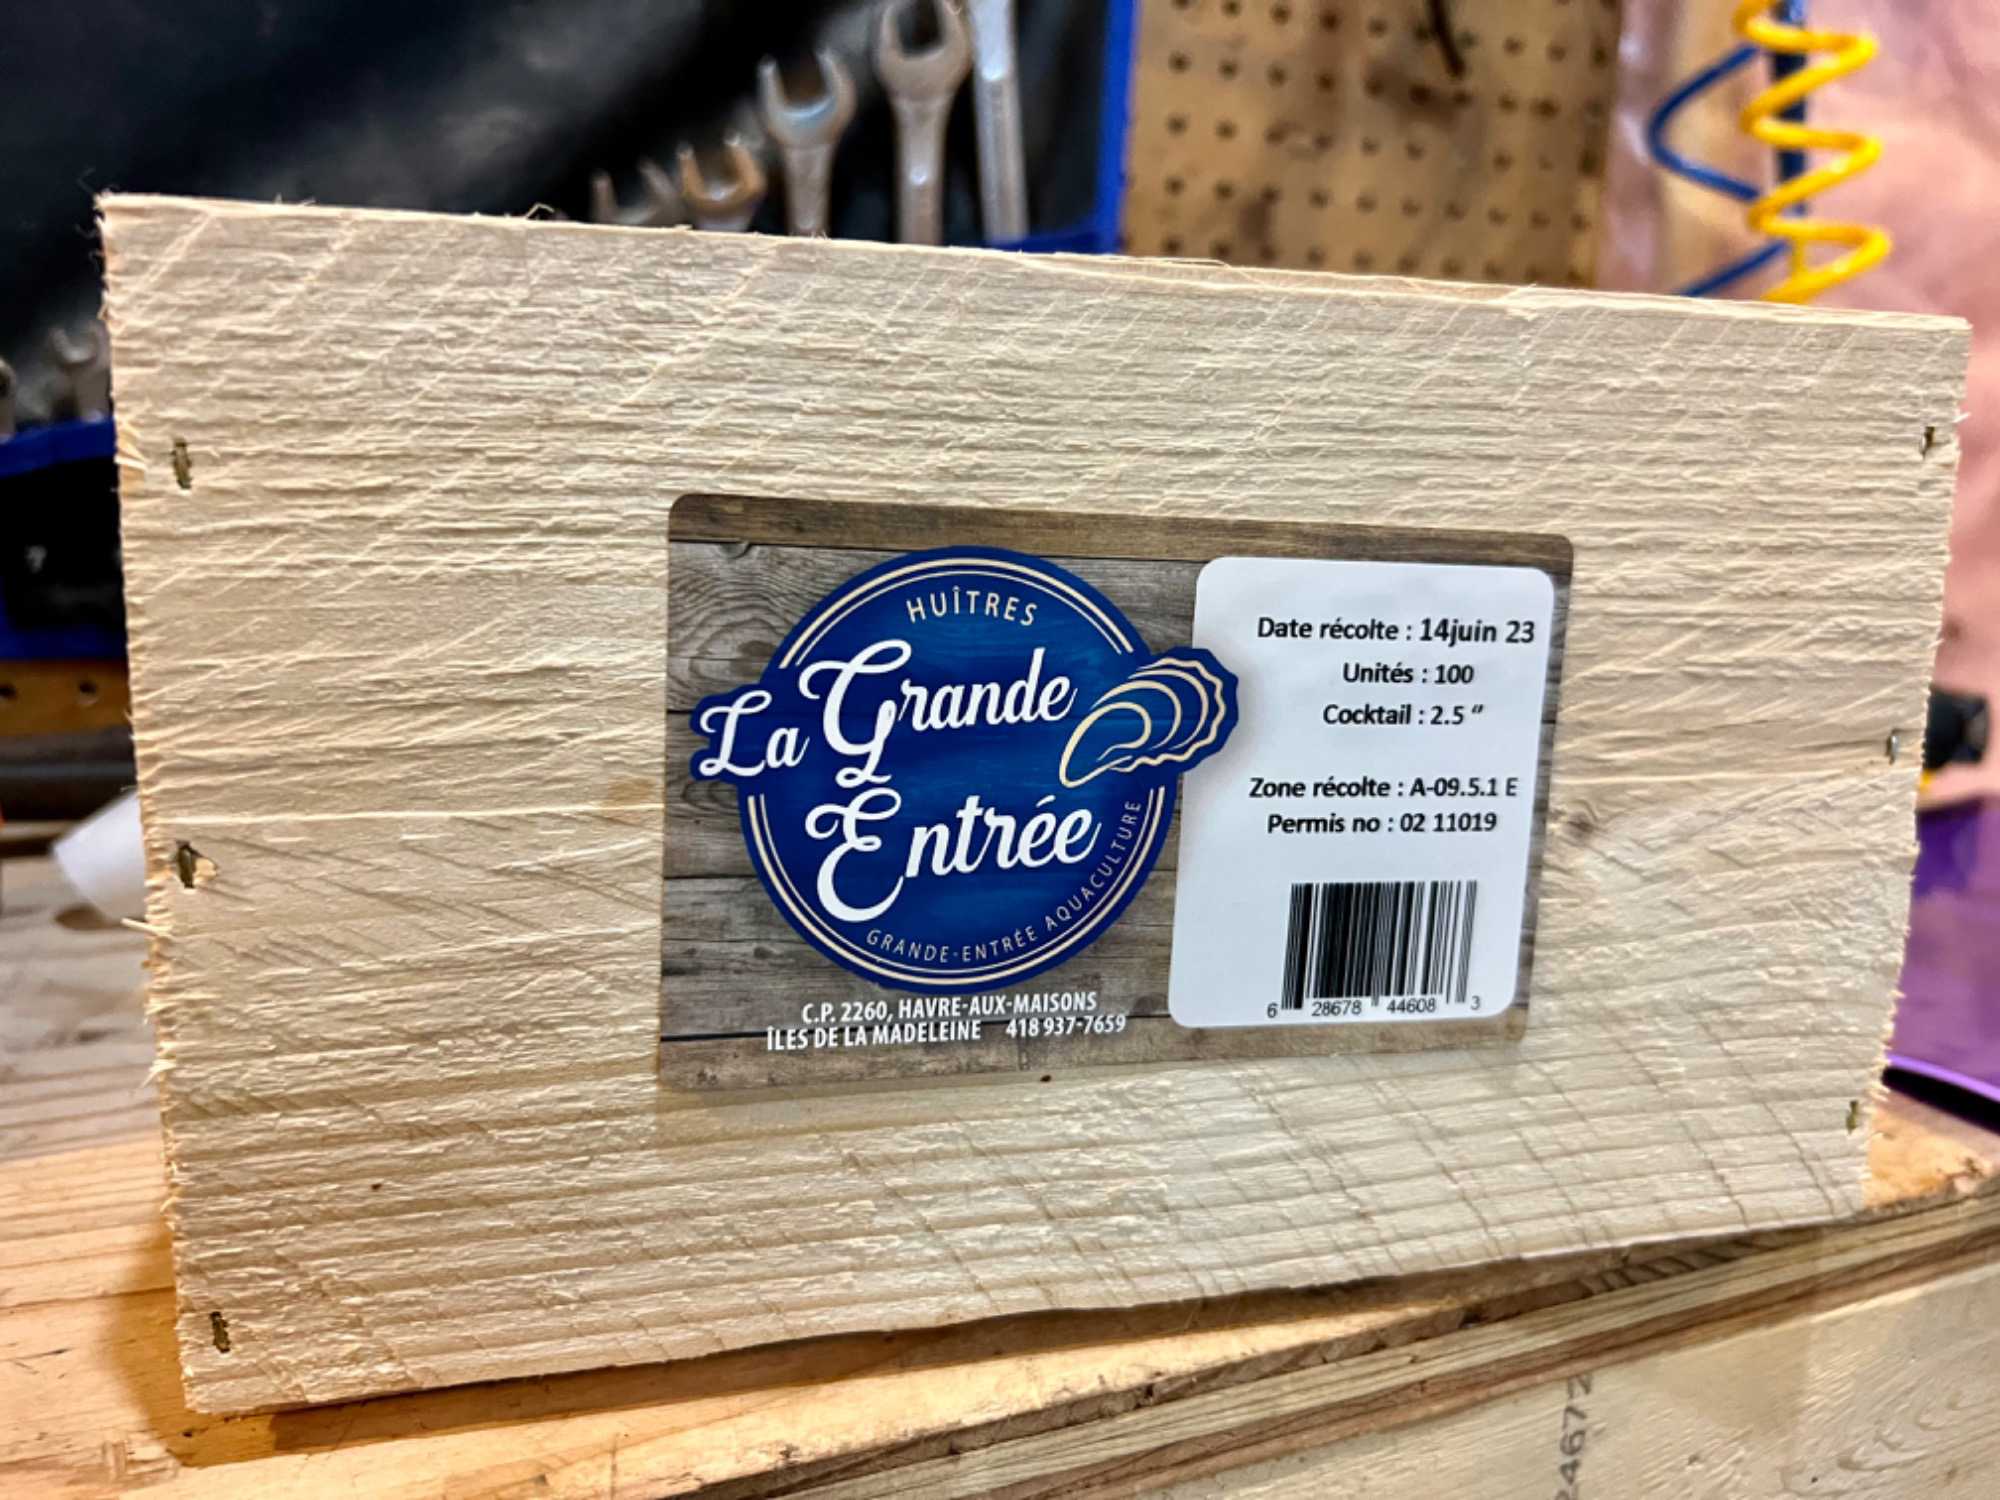 HUÎTRES
La Grande
Entrée
GRANDE-ENTRÉE AQUACULTURE
C.P. 2260, HAVRE-AUX-MAISONS
ÎLES DE LA MADELEINE 418 937-7659
Date récolte : 14juin 23
Unités : 100
Cocktail : 2.5 ″
Zone récolte : A-09.5.1 E
Permis no : 02 11019
6 28678 44608 3